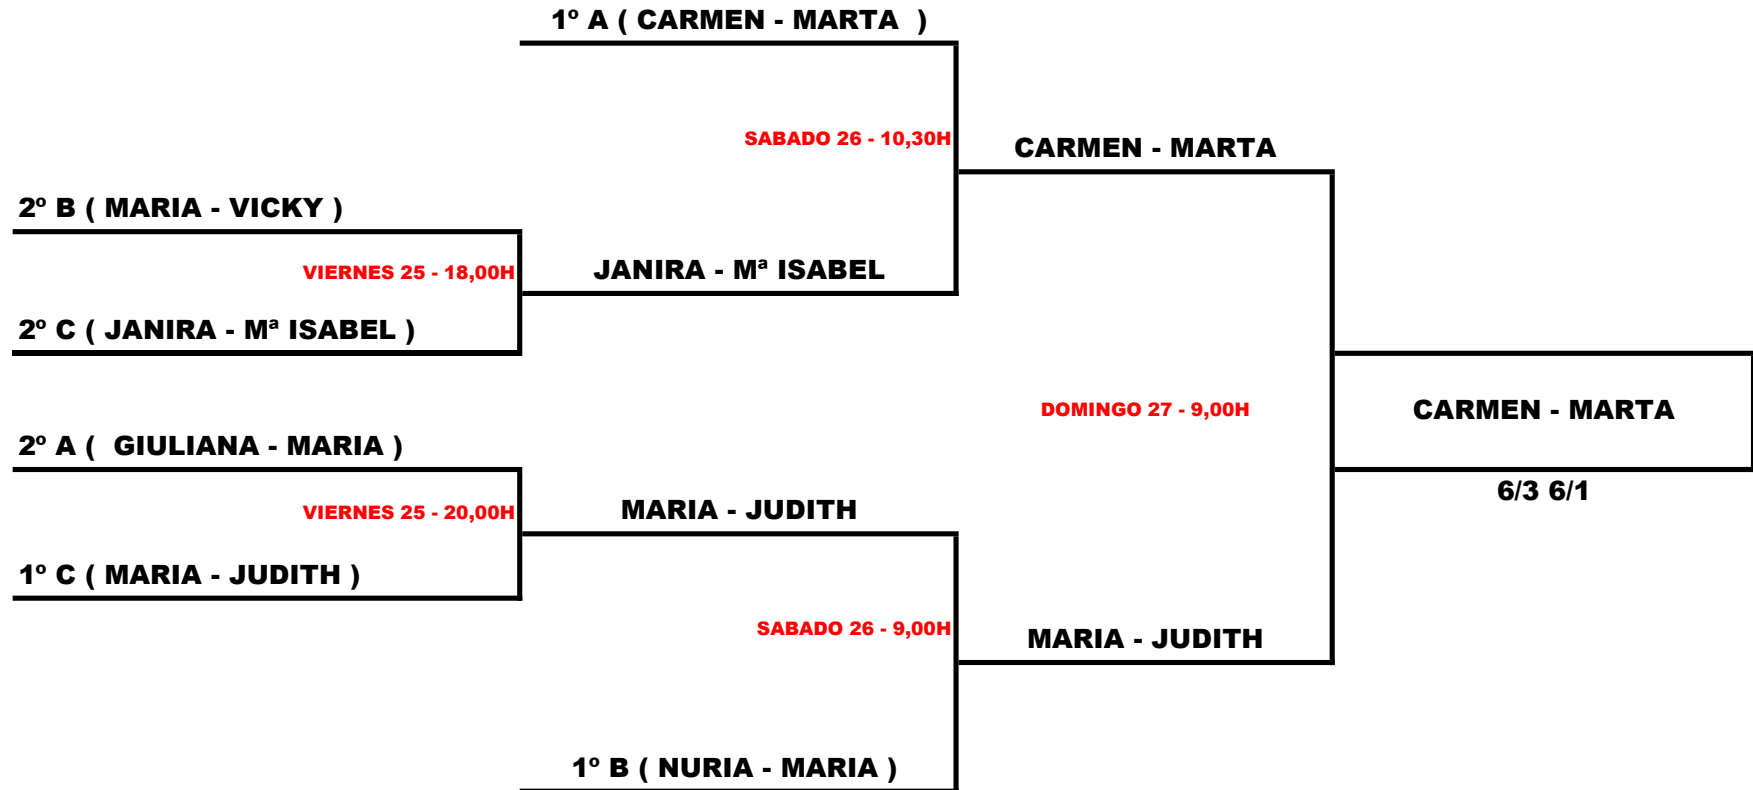 1º A ( CARMEN - MARTA )
SABADO 26 - 10,30H
CARMEN - MARTA
2º B ( MARIA - VICKY )
VIERNES 25 - 18,00H
JANIRA - Mª ISABEL
2º C ( JANIRA - Mª ISABEL )
DOMINGO 27 - 9,00H
CARMEN - MARTA
2º A ( GIULIANA - MARIA )
6/3 6/1
VIERNES 25 - 20,00H
MARIA - JUDITH
1º C ( MARIA - JUDITH )
SABADO 26 - 9,00H
MARIA - JUDITH
1º B ( NURIA - MARIA )